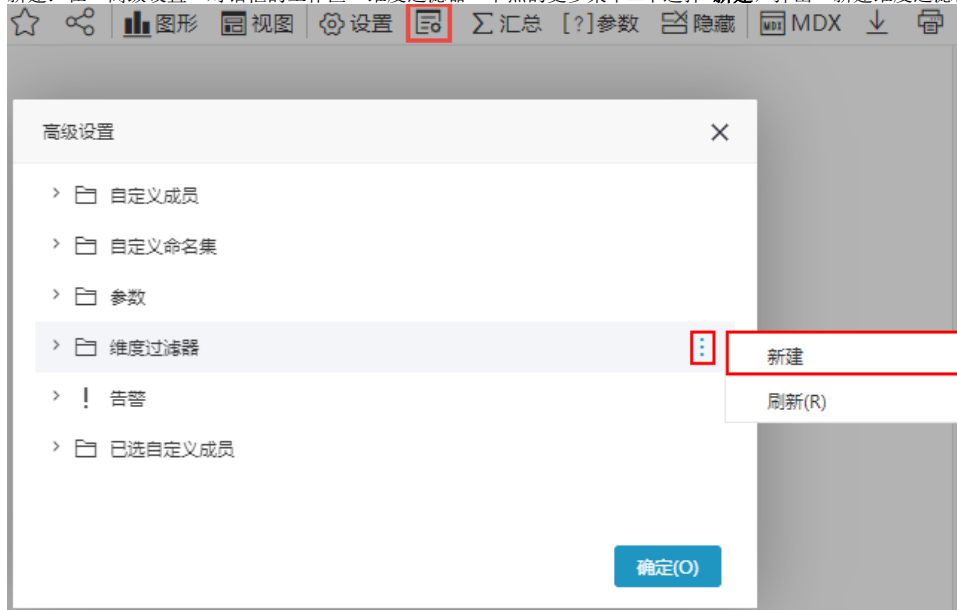 图形 视图 设置 汇总 [?]参数 隐藏 MDX
高级设置
自定义成员
自定义命名集
参数
维度过滤器
新建
告警
刷新(R)
已选自定义成员
确定(O)